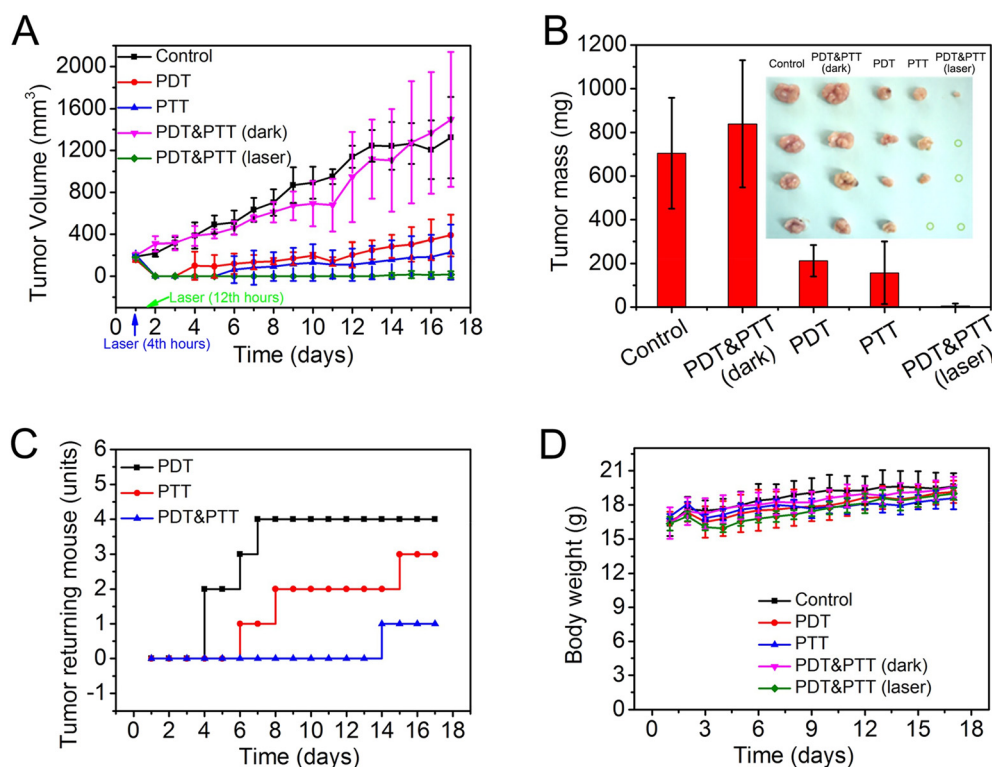 A
Tumor Volume (mm³)
2000
1600
1200
800
400
0
Control
PDT
PTT
PDT&PTT (dark)
PDT&PTT (laser)
Laser (12th hours)
0 2 4 6 8 10 12 14 16 18
Laser (4th hours)
Time (days)
B
Tumor mass (mg)
1200
1000
800
600
400
200
0
Control PDT&PTT (dark) PDT PTT PDT&PTT (laser)
Control
PDT&PTT
(dark)
PDT
PTT
PDT&PTT
(laser)
C
Tumor returning mouse (units)
6
5
4
3
2
1
0
-1
PDT
PTT
PDT&PTT
0 2 4 6 8 10 12 14 16 18
Time (days)
D
Body weight (g)
21
18
15
12
9
6
3
0
Control
PDT
PTT
PDT&PTT (dark)
PDT&PTT (laser)
0 3 6 9 12 15 18
Time (days)